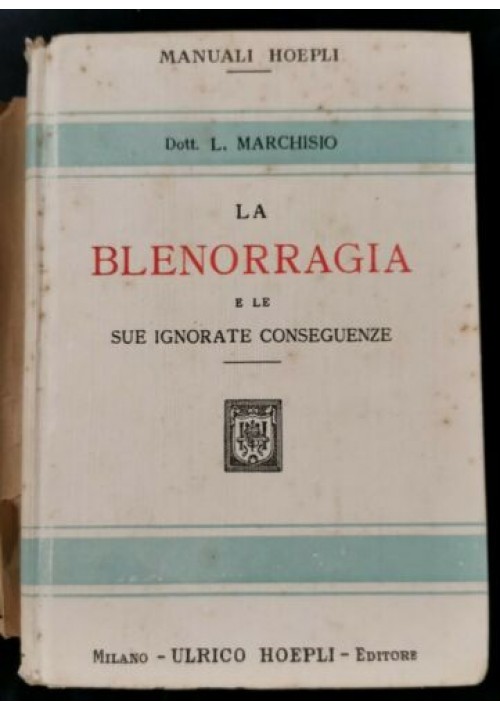 MANUALI HOEPLI
Dott. L. MARCHISIO
LA
BLENORRAGIA
E LE
SUE IGNORATE CONSEGUENZE
MILANO - ULRICO HOEPLI - EDITORE